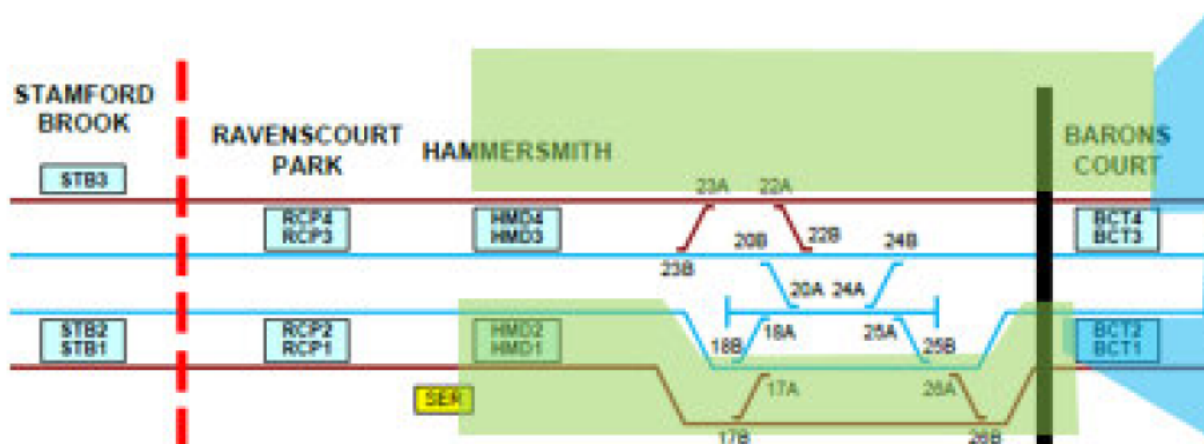 STAMFORD
BROOK
RAVENSCOURT
PARK
HAMMERSMITH
BARONS
COURT
STB3
23A
22A
RCP4
RCP3
HMD4
HMD3
BCT4
BCT3
20B
22B
24B
23B
20A
24A
STB2
STB1
RCP2
RCP1
HMD2
HMD1
18B
18A
25A
25B
BCT2
BCT1
SER
17A
26A
17B
26B